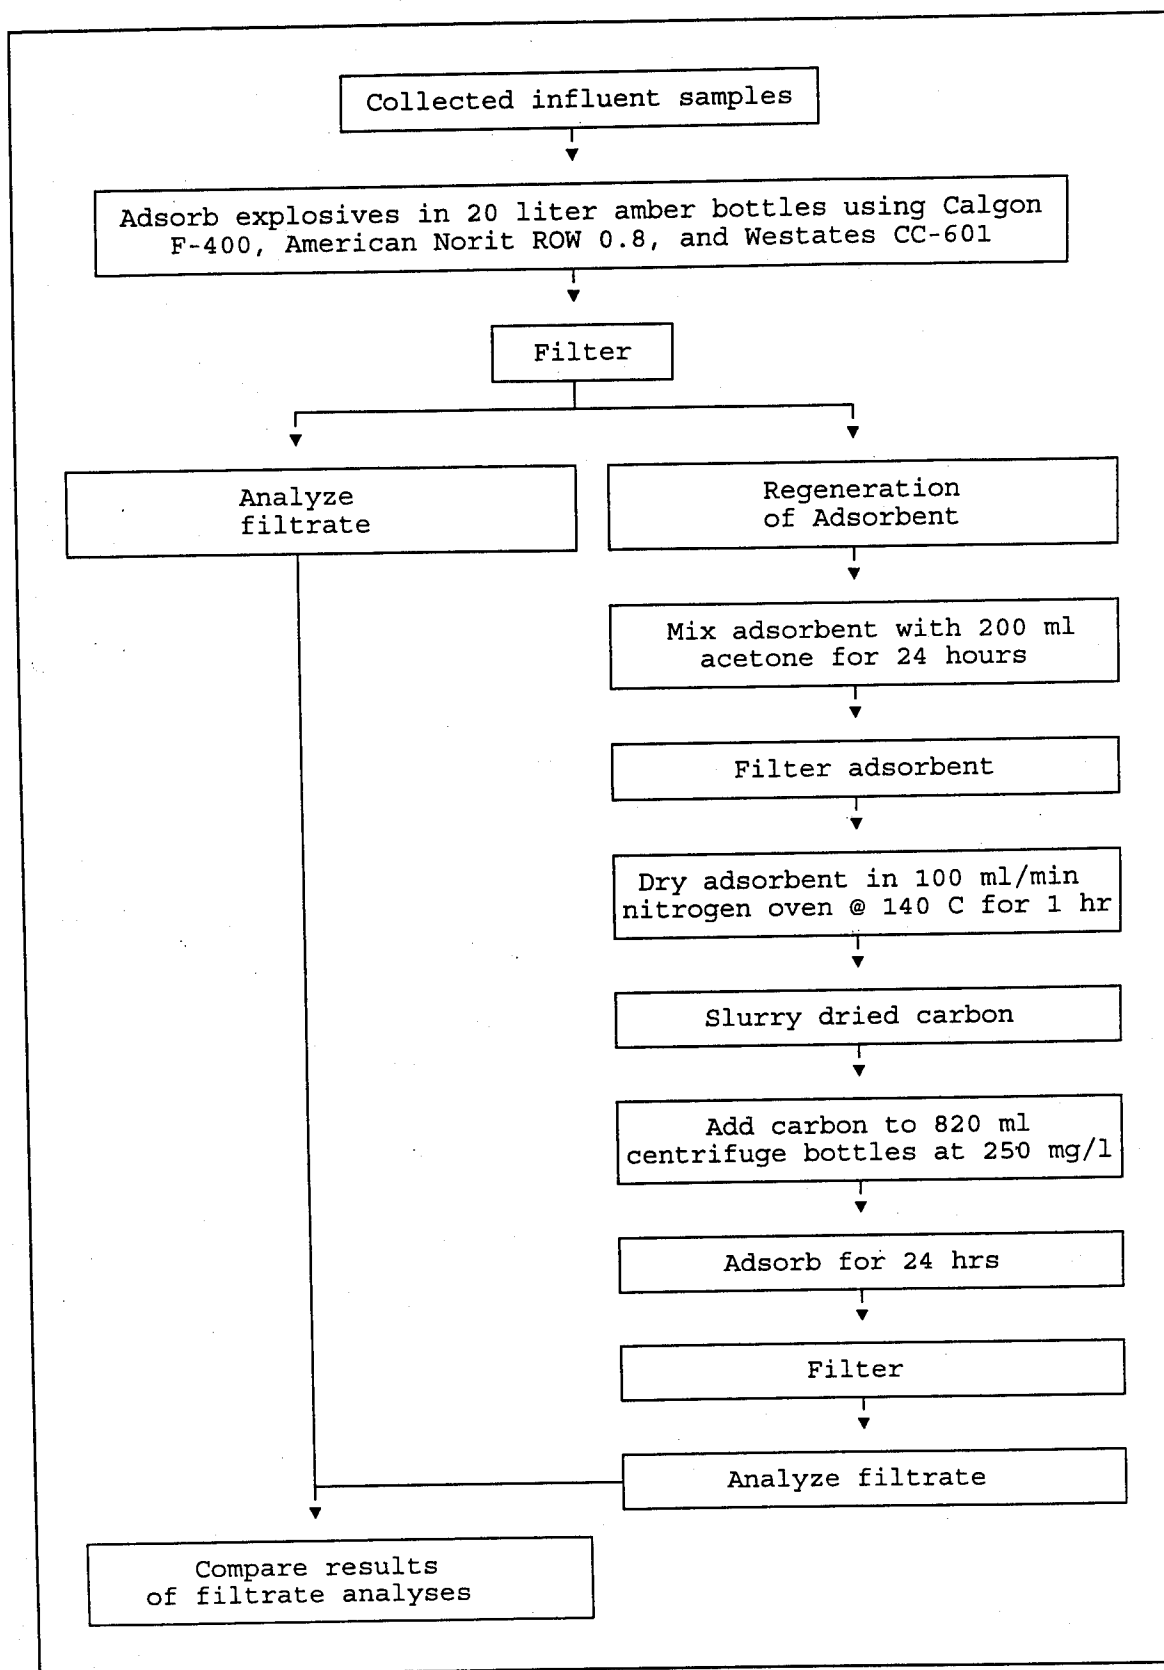 Collected influent samples
Adsorb explosives in 20 liter amber bottles using Calgon
F-400, American Norit ROW 0.8, and Westates CC-601
Filter
Analyze
filtrate
Regeneration
of Adsorbent
Mix adsorbent with 200 ml
acetone for 24 hours
Filter adsorbent
Dry adsorbent in 100 ml/min
nitrogen oven @ 140 C for 1 hr
Slurry dried carbon
Add carbon to 820 ml
centrifuge bottles at 250 mg/l
Adsorb for 24 hrs
Filter
Analyze filtrate
Compare results
of filtrate analyses